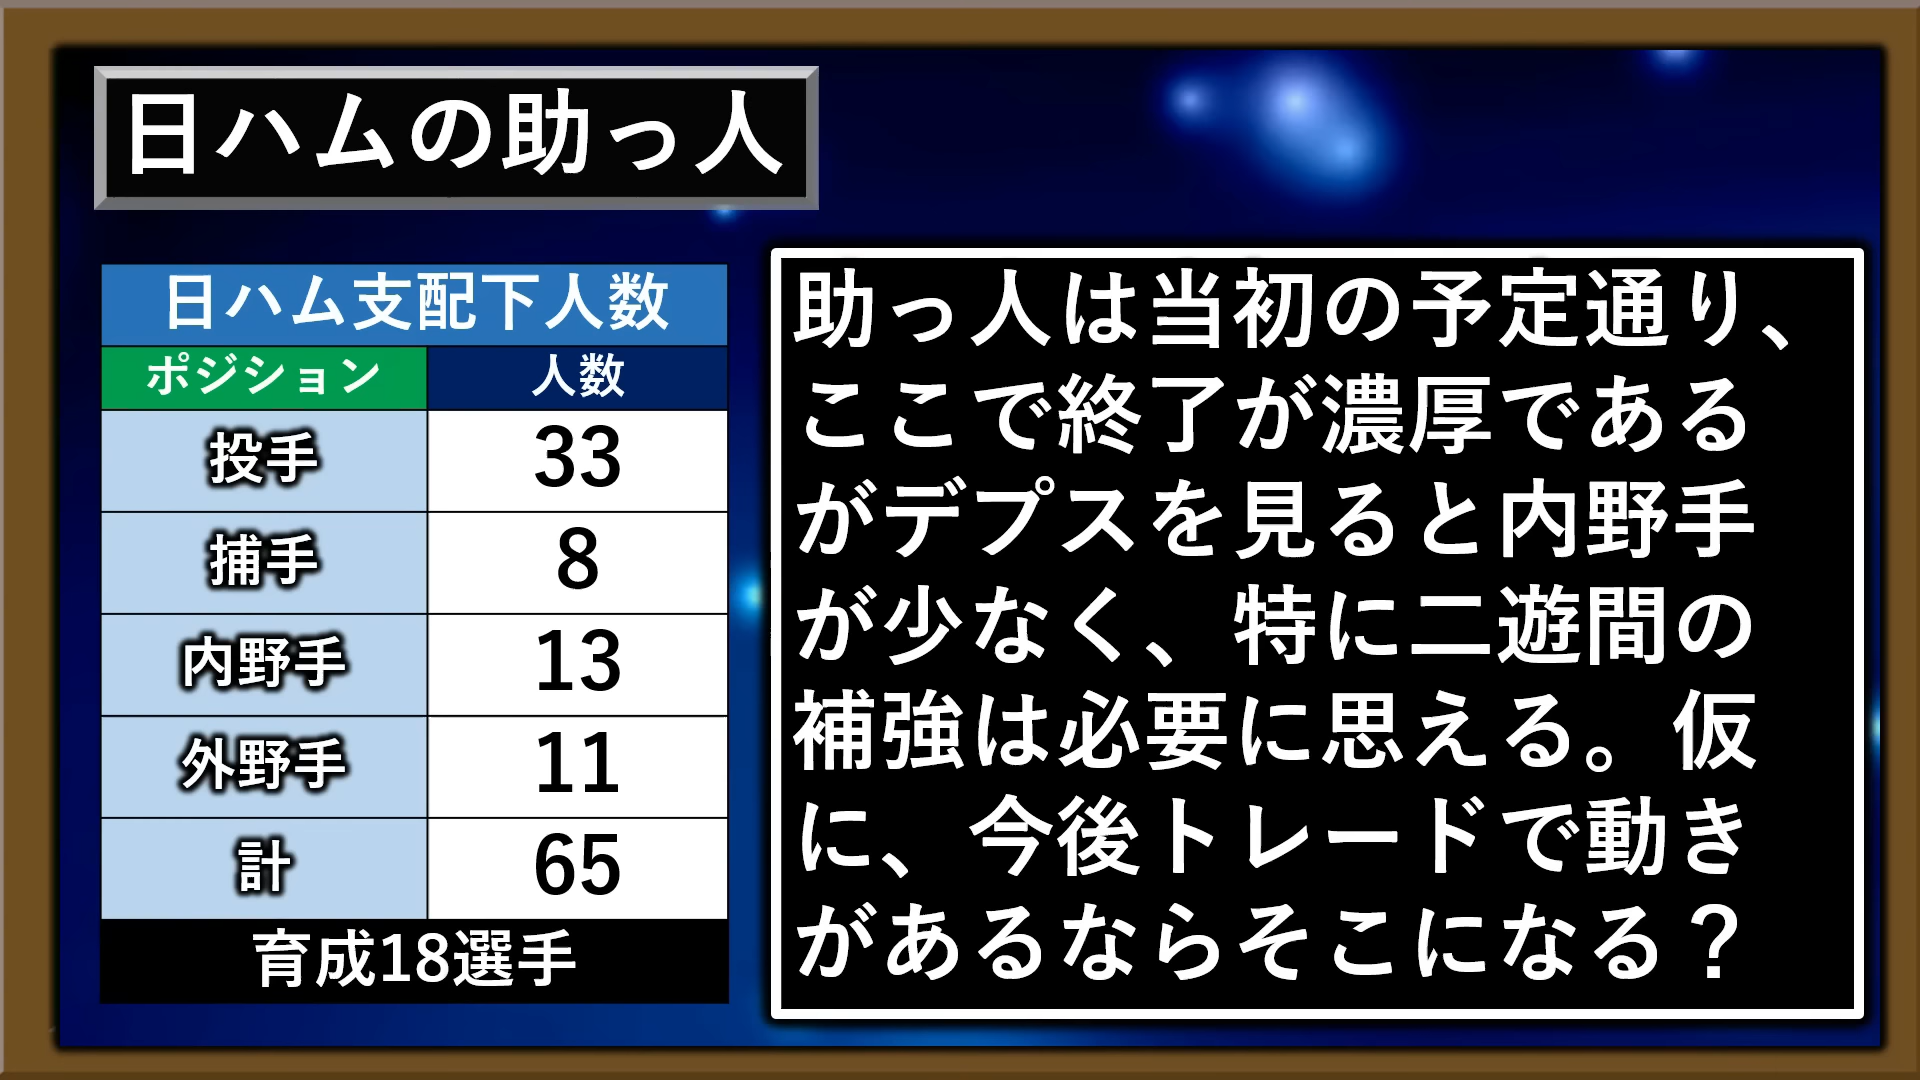 日ハムの助っ人
日ハム支配下人数
ポジション 人数
投手 33
捕手 8
内野手 13
外野手 11
計 65
育成18選手
助っ人は当初の予定通り、
ここで終了が濃厚である
がデプスを見ると内野手
が少なく、特に二遊間の
補強は必要に思える。仮
に、今後トレードで動き
があるならそこになる？